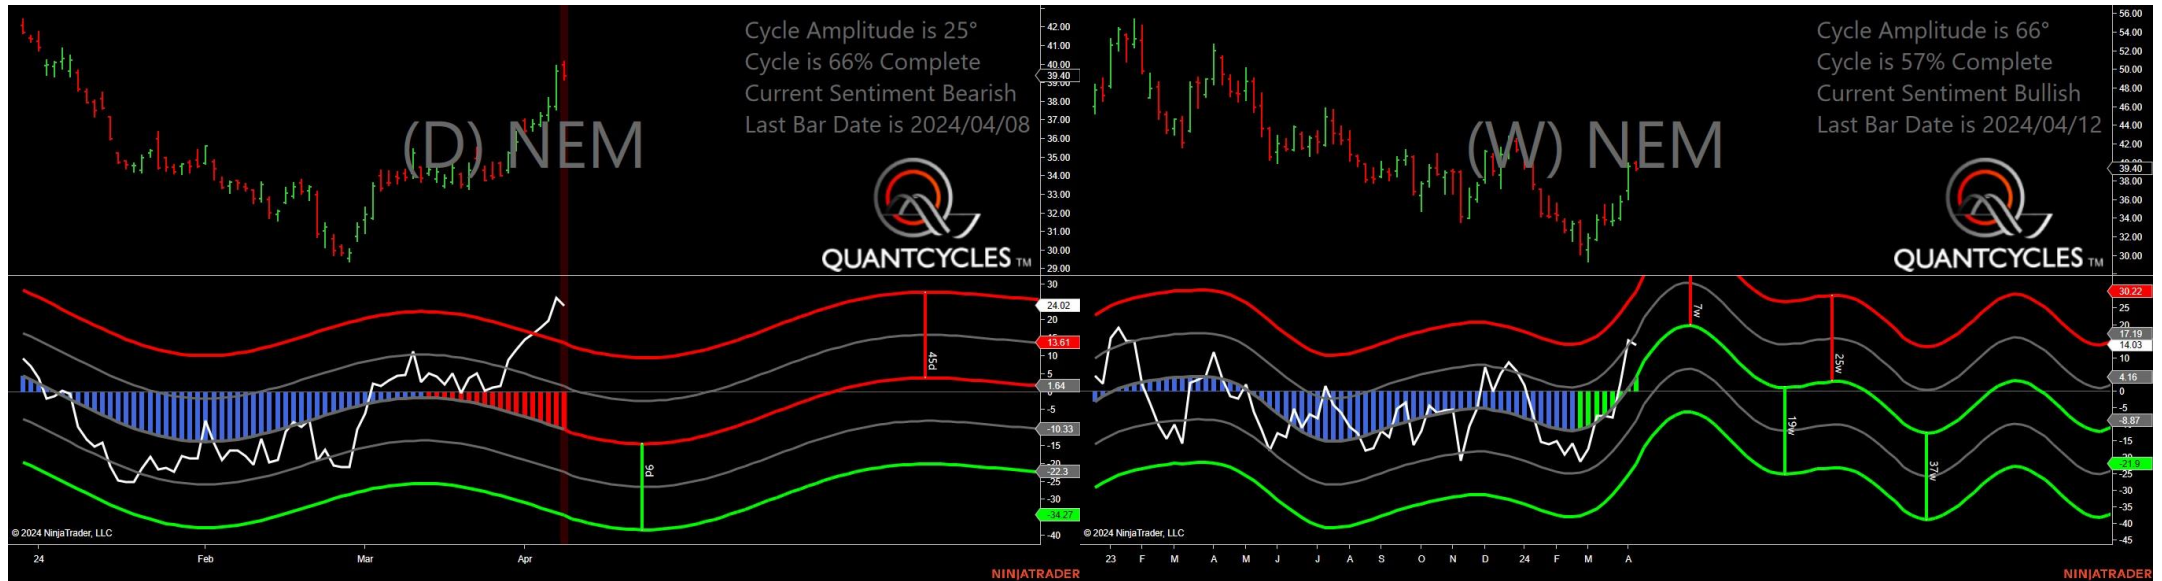 Cycle Amplitude is 25°
Cycle is 66% Complete
Current Sentiment Bearish
Last Bar Date is 2024/04/08
(D) NEM
QUANTCYCLES TM
42.00
41.00
40.00
39.40
38.00
37.00
36.00
35.00
34.00
33.00
32.00
31.00
30.00
29.00
30
24.02
20
13.61
10
5
1.64
0
-5
-10.33
-15
-22.3
-25
-30
-34.27
-40
45d
9d
© 2024 NinjaTrader, LLC
24 Feb Mar Apr
NINJATRADER
Cycle Amplitude is 66°
Cycle is 57% Complete
Current Sentiment Bullish
Last Bar Date is 2024/04/12
(W) NEM
QUANTCYCLES TM
56.00
54.00
52.00
50.00
48.00
46.00
44.00
42.00
39.40
38.00
36.00
34.00
32.00
30.00
30.22
25
20
17.19
14.03
10
4.16
0
-5
-8.87
-15
-21.9
-25
-30
-35
-40
-45
7w
25w
19w
37w
© 2024 NinjaTrader, LLC
23 F M A M J J A S O N D 24 F M A
NINJATRADER